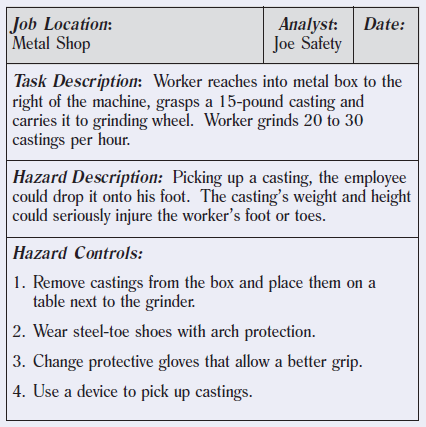 Job Location: Analyst: Date:
Metal Shop Joe Safety
Task Description: Worker reaches into metal box to the
right of the machine, grasps a 15-pound casting and
carries it to grinding wheel. Worker grinds 20 to 30
castings per hour.
Hazard Description: Picking up a casting, the employee
could drop it onto his foot. The casting's weight and height
could seriously injure the worker's foot or toes.
Hazard Controls:
1. Remove castings from the box and place them on a
table next to the grinder.
2. Wear steel-toe shoes with arch protection.
3. Change protective gloves that allow a better grip.
4. Use a device to pick up castings.